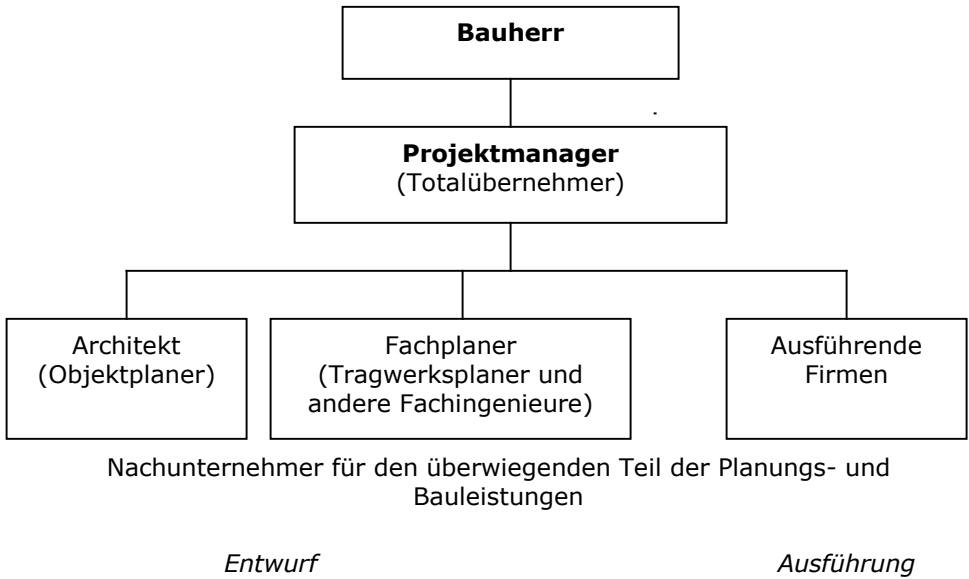 Bauherr
Projektmanager
(Totalübernehmer)
Architekt
(Objektplaner)
Fachplaner
(Tragwerksplaner und
andere Fachingenieure)
Ausführende
Firmen
Nachunternehmer für den überwiegenden Teil der Planungs- und
Bauleistungen
Entwurf
Ausführung